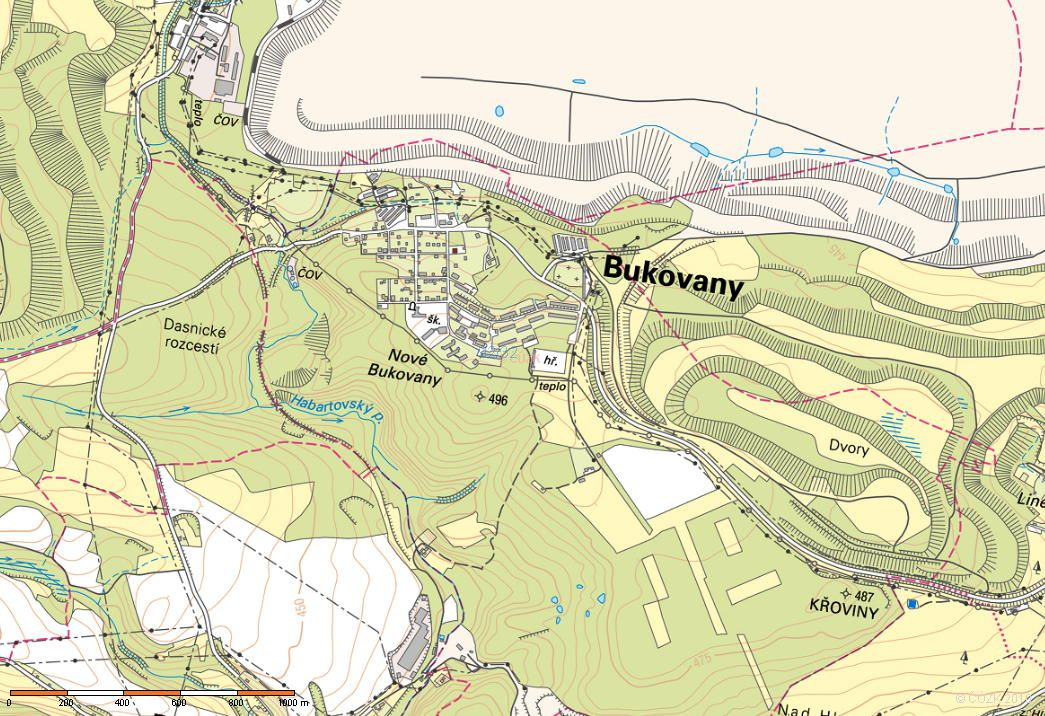 teplo
ČOV
Bukovany
ČOV
Dasnické
rozcestí
šk.
Nové
Bukovany
hř.
teplo
496
Habartovský p.
Dvory
450
475
487
KŘOVINY
0 200 400 600 800 1000 m